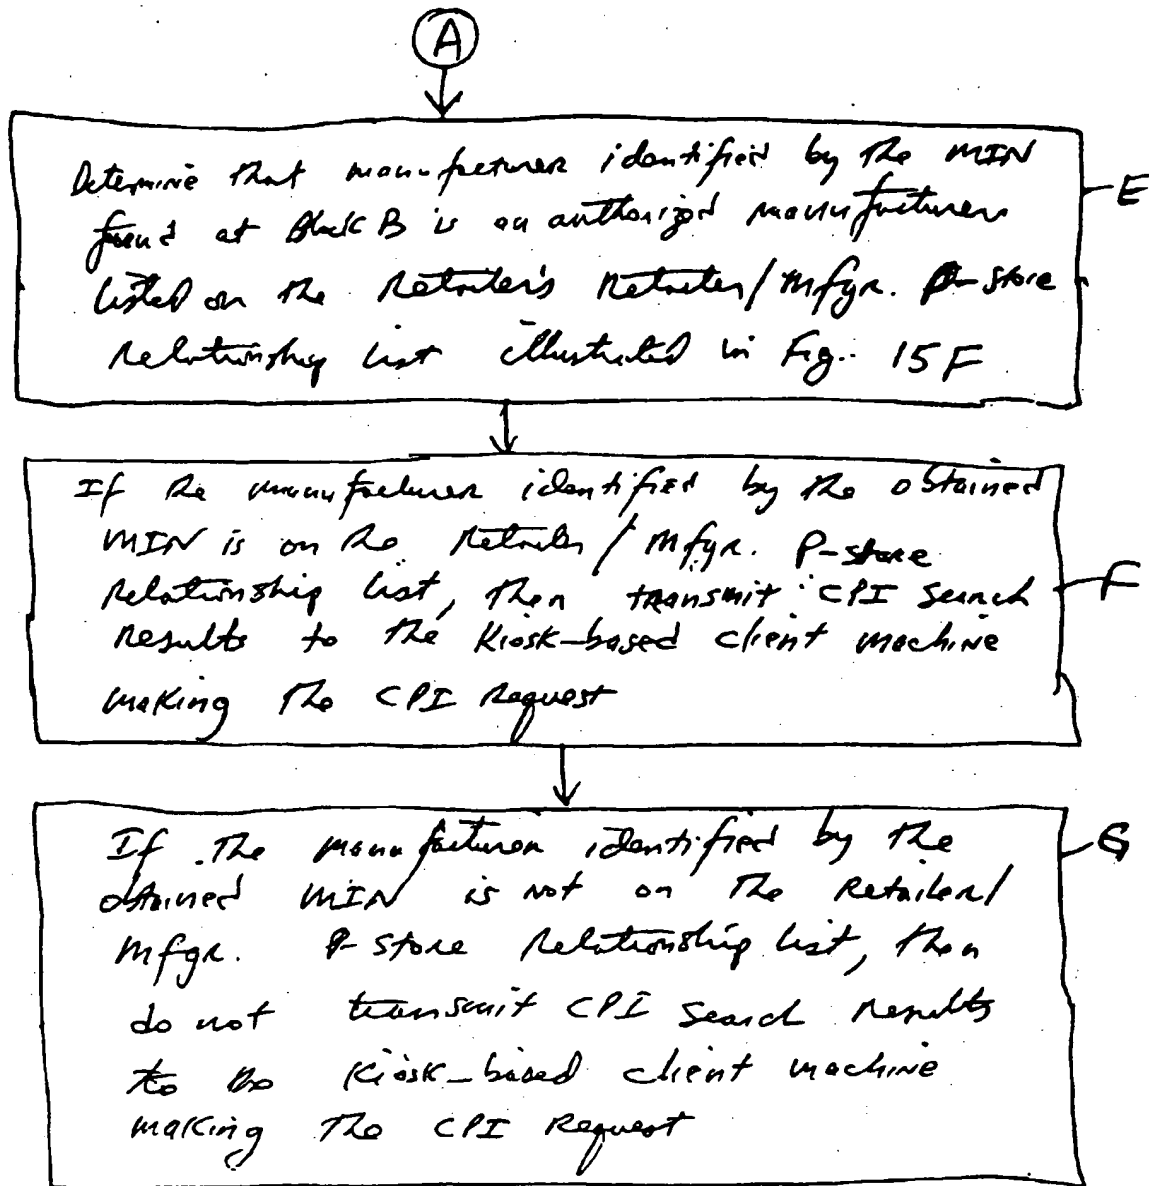 A
Determine that manufacturer identified by the MIN
found at Block B is an authorized manufacturer
listed on the Retailer's Retailer/Mfgr. P-Store
Relationship list illustrated in Fig. 15F
E
If the manufacturer identified by the obtained
MIN is on the Retailer/Mfgr. P-Store
Relationship list, then transmit CPI search
results to the Kiosk-based client machine
making the CPI Request
F
If the manufacturer identified by the
obtained MIN is not on the Retailer/
Mfgr. P-Store Relationship list, then
do not transmit CPI search results
to the Kiosk-based client machine
making the CPI Request
G